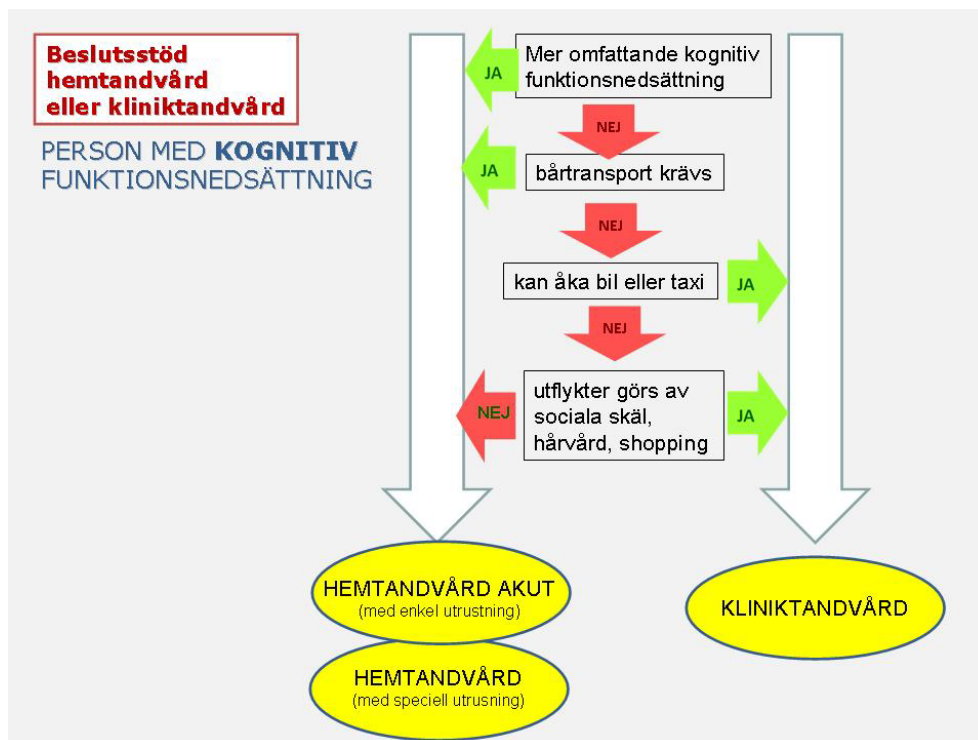 Beslutsstöd
hemtandvård
eller kliniktandvård
PERSON MED KOGNITIV
FUNKTIONSNEDSÄTTNING
Mer omfattande kognitiv
funktionsnedsättning
JA
NEJ
bårtransport krävs
JA
NEJ
kan åka bil eller taxi
JA
NEJ
utflykter görs av
sociala skäl,
hårvård, shopping
NEJ
JA
HEMTANDVÅRD AKUT
(med enkel utrustning)
HEMTANDVÅRD
(med speciell utrusning)
KLINIKTANDVÅRD